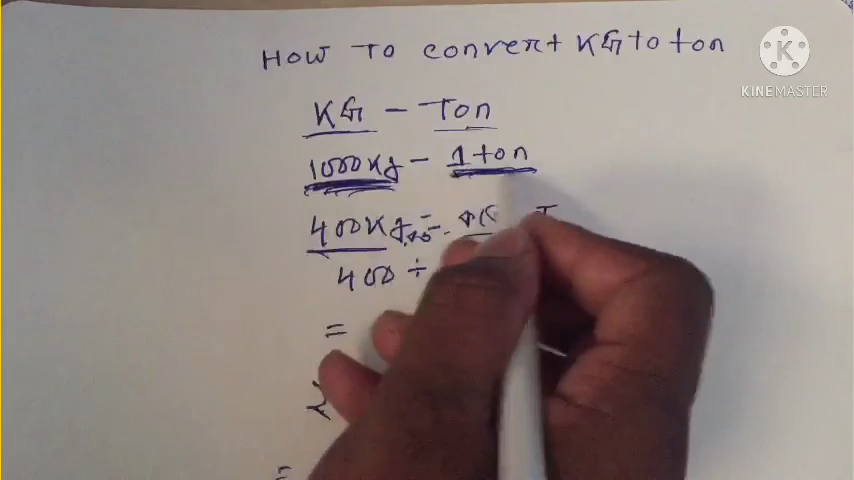 HOW TO convert KG to ton
KINEMASTER
KG - Ton
1000Kg - 1 ton
400Kg
400 ÷
=